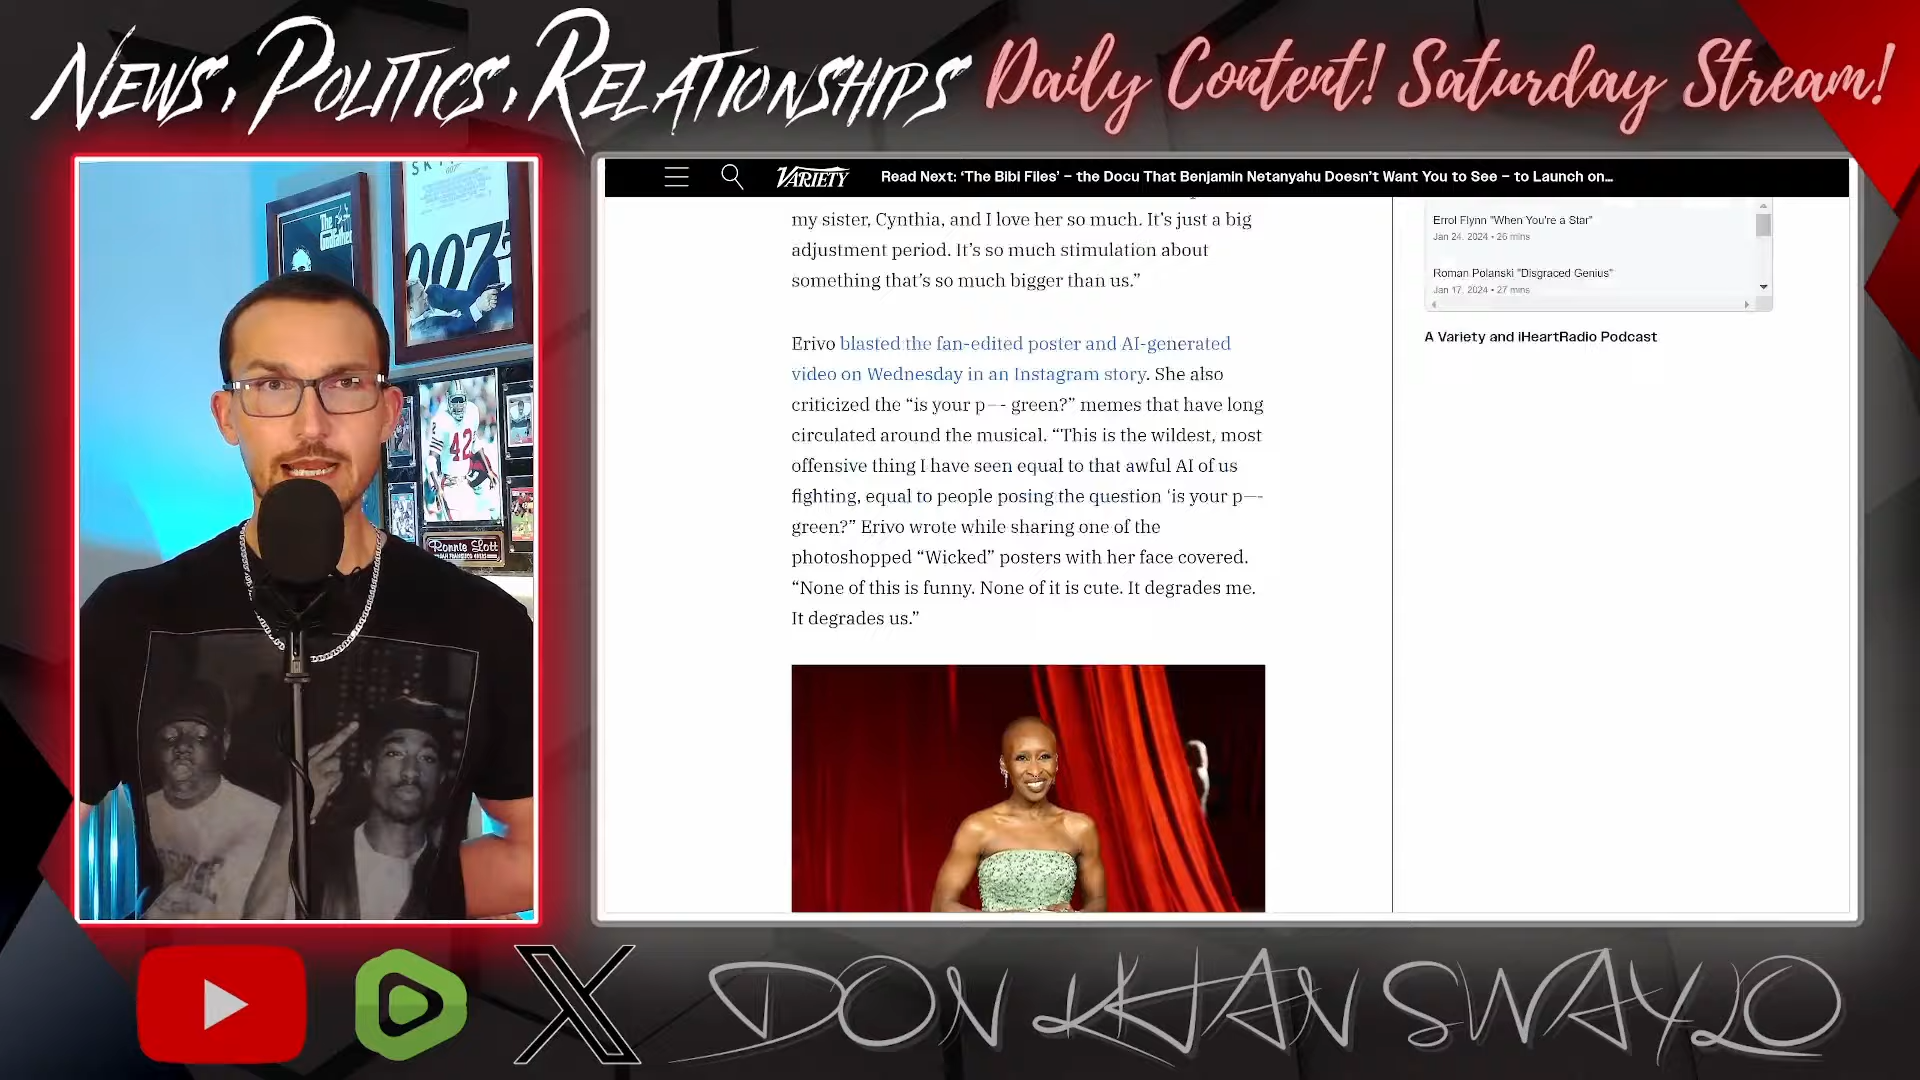 NEWS, POLITICS, RELATIONSHIPS Daily Content! Saturday Stream!
VARIETY Read Next: ‘The Bibi Files’ – the Docu That Benjamin Netanyahu Doesn’t Want You to See – to Launch on...
my sister, Cynthia, and I love her so much. It’s just a big
adjustment period. It’s so much stimulation about
something that’s so much bigger than us.”
Erivo blasted the fan-edited poster and AI-generated
video on Wednesday in an Instagram story. She also
criticized the “is your p–- green?” memes that have long
circulated around the musical. “This is the wildest, most
offensive thing I have seen equal to that awful AI of us
fighting, equal to people posing the question ‘is your p–-
green?” Erivo wrote while sharing one of the
photoshopped “Wicked” posters with her face covered.
“None of this is funny. None of it is cute. It degrades me.
It degrades us.”
Errol Flynn "When You're a Star"
Jan 24, 2024 • 26 mins
Roman Polanski "Disgraced Genius"
Jan 17, 2024 • 27 mins
A Variety and iHeartRadio Podcast
The
Godfather
SKY
007
42
Ronnie Lott
DON KHAN SWAYLO